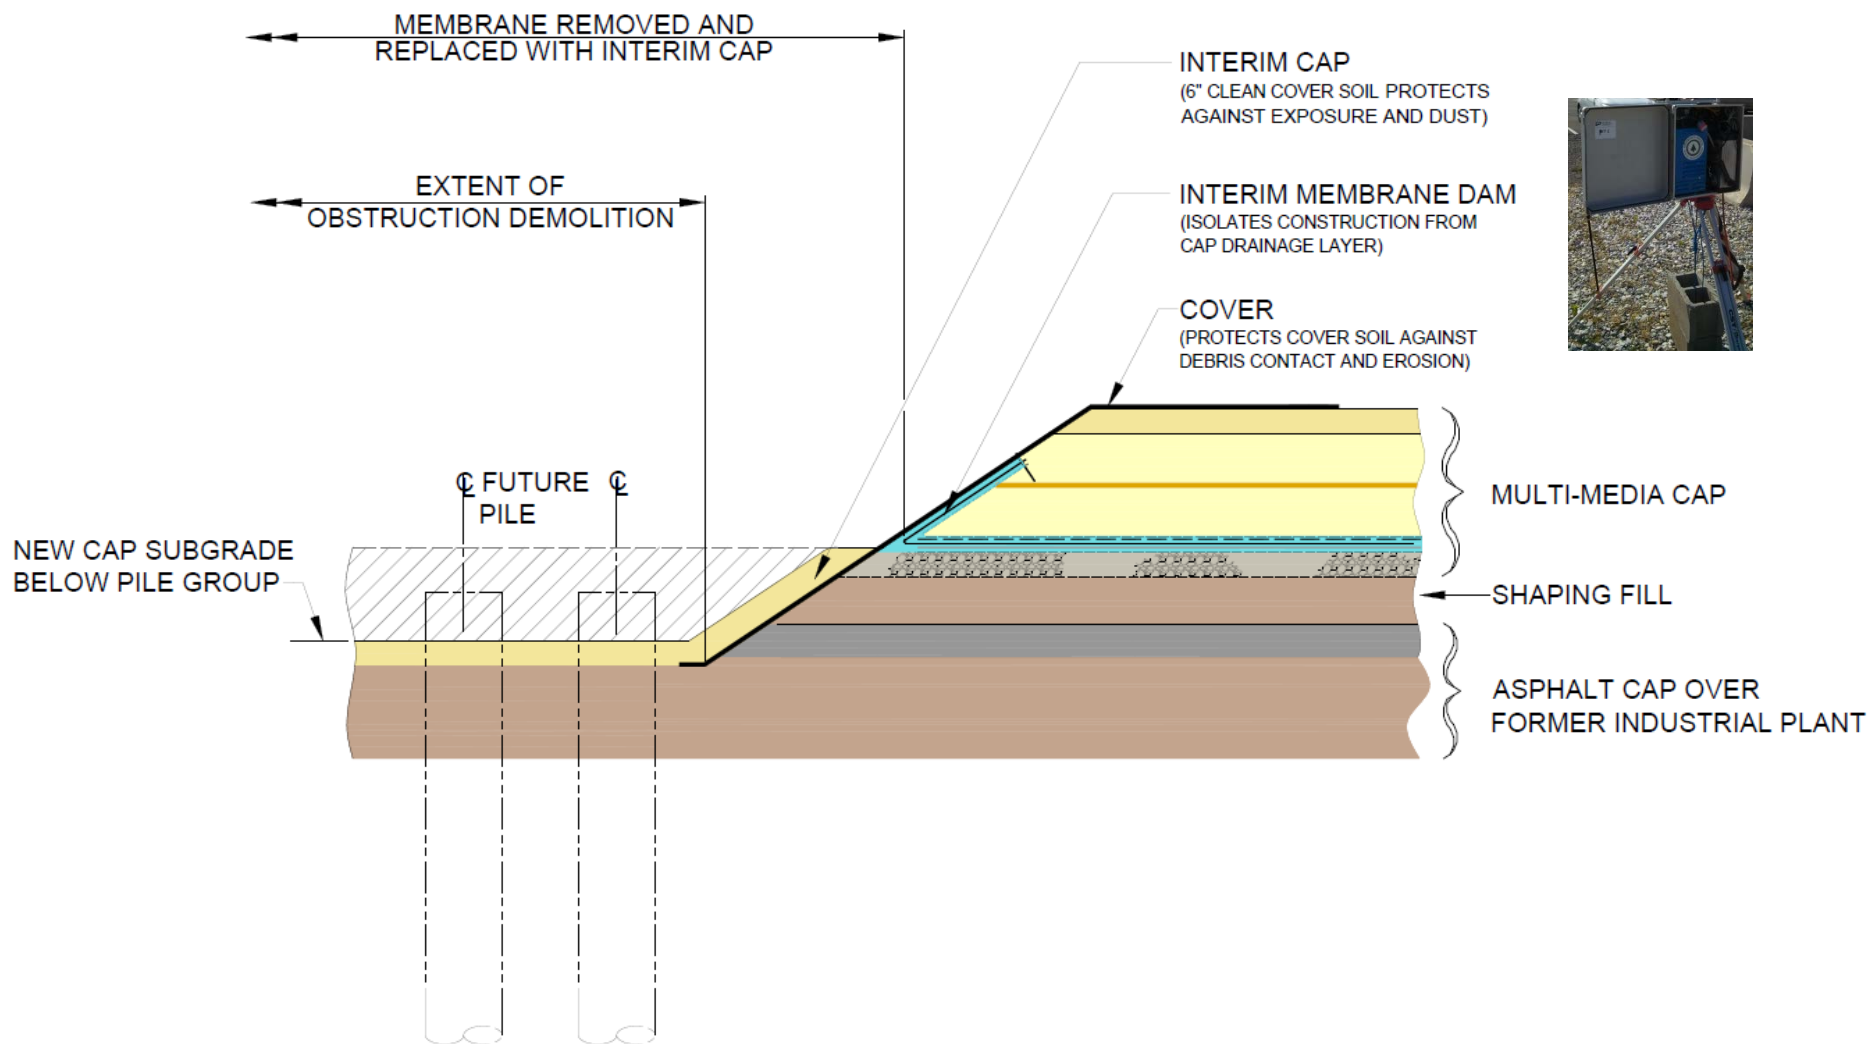 MEMBRANE REMOVED AND
REPLACED WITH INTERIM CAP
EXTENT OF
OBSTRUCTION DEMOLITION
INTERIM CAP
(6" CLEAN COVER SOIL PROTECTS
AGAINST EXPOSURE AND DUST)
INTERIM MEMBRANE DAM
(ISOLATES CONSTRUCTION FROM
CAP DRAINAGE LAYER)
COVER
(PROTECTS COVER SOIL AGAINST
DEBRIS CONTACT AND EROSION)
℄ FUTURE ℄
PILE
NEW CAP SUBGRADE
BELOW PILE GROUP
MULTI-MEDIA CAP
SHAPING FILL
ASPHALT CAP OVER
FORMER INDUSTRIAL PLANT